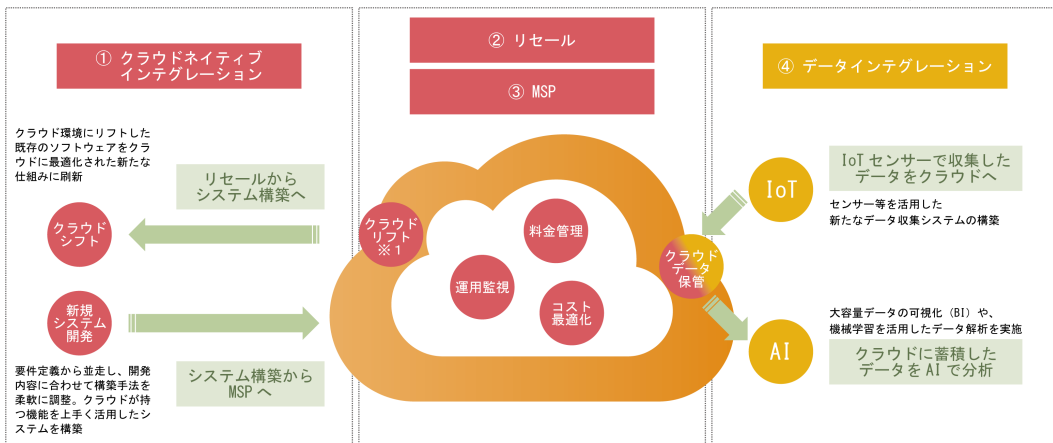 ① クラウドネイティブ
インテグレーション
クラウド環境にリフトした
既存のソフトウェアをクラ
ウドに最適化された新たな
仕組みに刷新
リセールから
システム構築へ
クラウド
シフト
新規
システム
開発
要件定義から並走し、開発
内容に合わせて構築手法を
柔軟に調整。クラウドが持
つ機能を上手く活用したシ
ステムを構築
システム構築から
MSP へ
② リセール
③ MSP
クラウド
リフト
※1
料金管理
運用監視
コスト
最適化
クラウド
データ
保管
④ データインテグレーション
IoT
IoT センサーで収集した
データをクラウドへ
センサー等を活用した
新たなデータ収集システムの構築
大容量データの可視化（BI）や、
機械学習を活用したデータ解析を実施
AI
クラウドに蓄積した
データを AI で分析